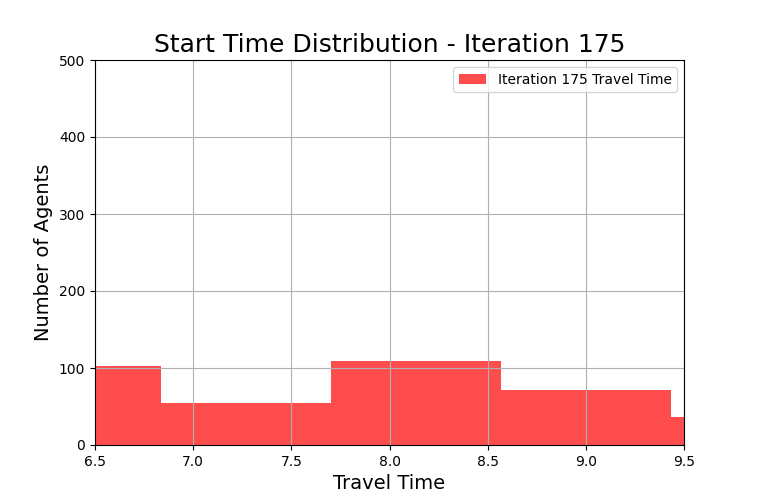 Start Time Distribution - Iteration 175
Iteration 175 Travel Time
500
400
300
200
100
0
Number of Agents
6.5 7.0 7.5 8.0 8.5 9.0 9.5
Travel Time